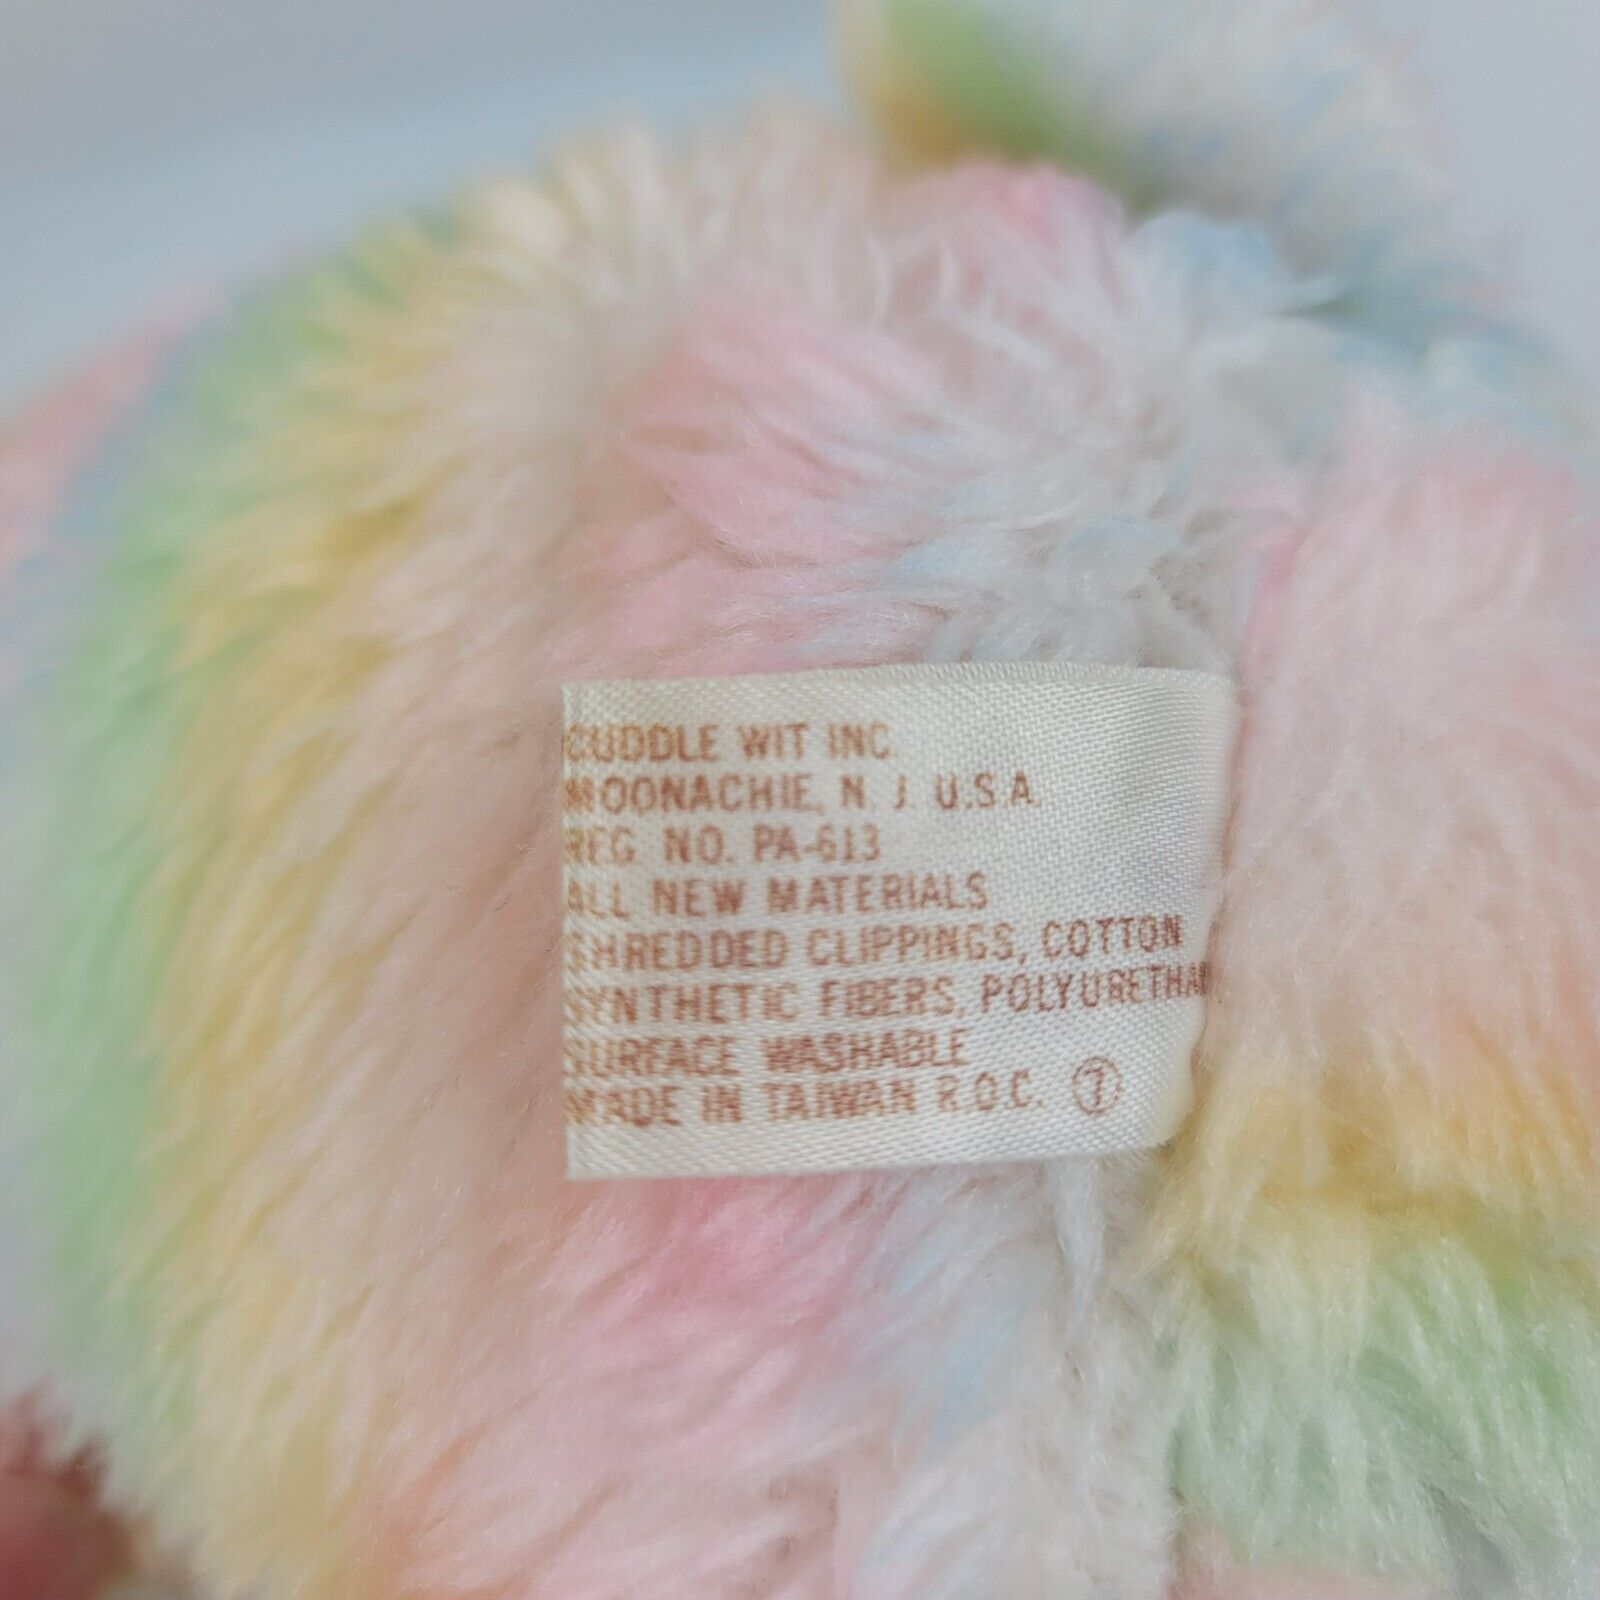 CUDDLE WIT INC.
MOONACHIE, N. J. U.S.A.
REG. NO. PA-613
ALL NEW MATERIALS
SHREDDED CLIPPINGS, COTTON
SYNTHETIC FIBERS, POLYURETHAN
SURFACE WASHABLE
MADE IN TAIWAN R.O.C. 7